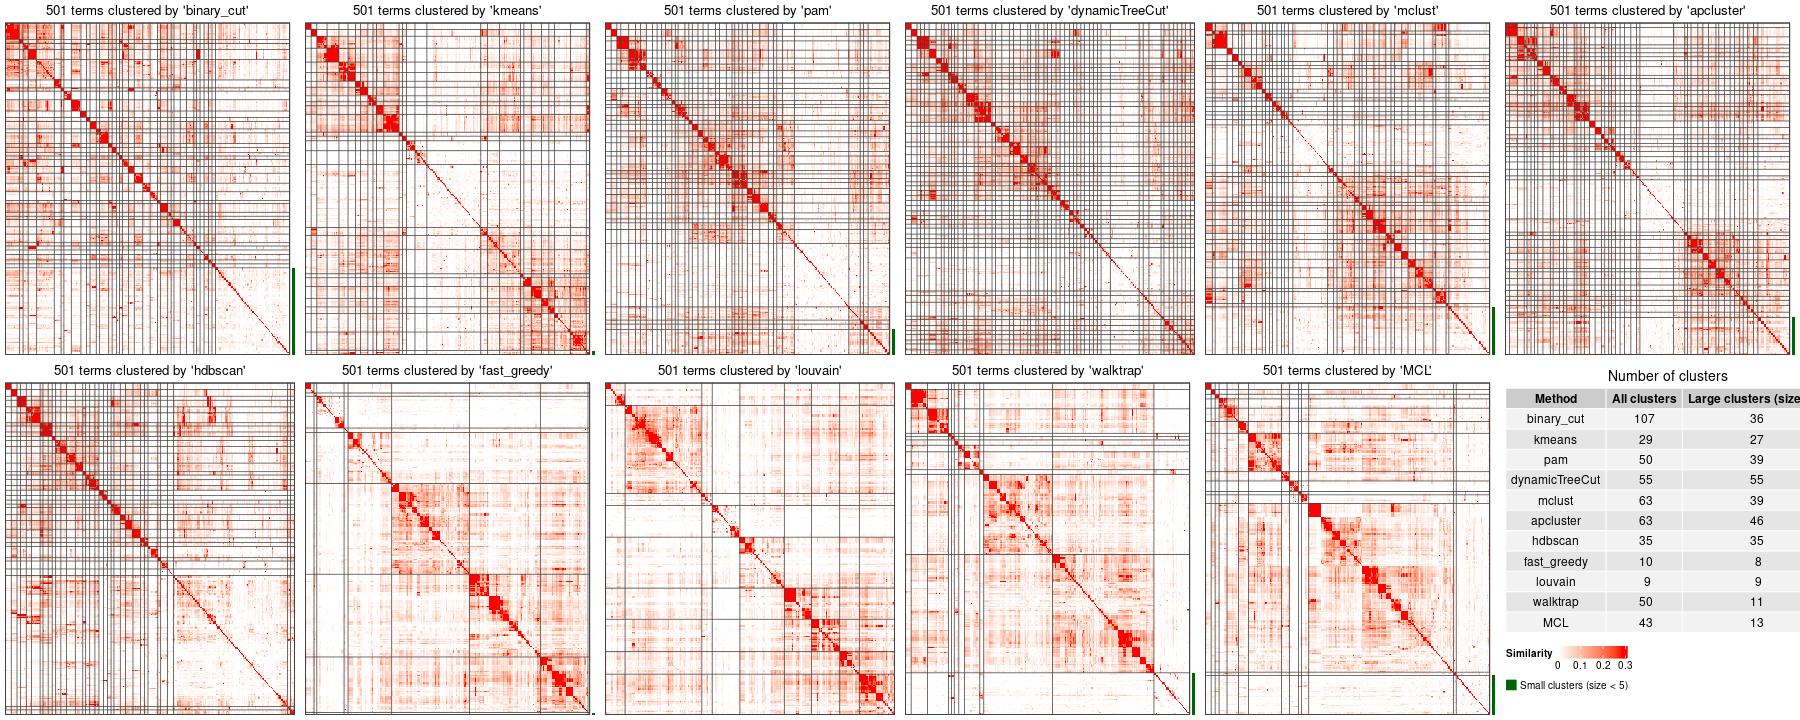 501 terms clustered by 'binary_cut'
501 terms clustered by 'kmeans'
501 terms clustered by 'pam'
501 terms clustered by 'dynamicTreeCut'
501 terms clustered by 'mclust'
501 terms clustered by 'apcluster'
501 terms clustered by 'hdbscan'
501 terms clustered by 'fast_greedy'
501 terms clustered by 'louvain'
501 terms clustered by 'walktrap'
501 terms clustered by 'MCL'
Number of clusters
Method All clusters Large clusters (size
binary_cut 107 36
kmeans 29 27
pam 50 39
dynamicTreeCut 55 55
mclust 63 39
apcluster 63 46
hdbscan 35 35
fast_greedy 10 8
louvain 9 9
walktrap 50 11
MCL 43 13
Similarity
0 0.1 0.2 0.3
Small clusters (size < 5)